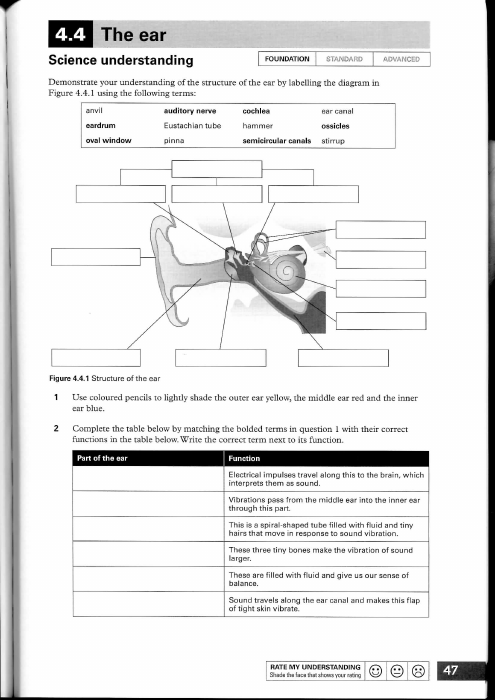 4.4 The ear
Science understanding
FOUNDATION STANDARD ADVANCED
Demonstrate your understanding of the structure of the ear by labelling the diagram in
Figure 4.4.1 using the following terms:
anvil auditory nerve cochlea ear canal
eardrum Eustachian tube hammer ossicles
oval window pinna semicircular canals stirrup
Figure 4.4.1 Structure of the ear
1 Use coloured pencils to lightly shade the outer ear yellow, the middle ear red and the inner
ear blue.
2 Complete the table below by matching the bolded terms in question 1 with their correct
functions in the table below. Write the correct term next to its function.
Part of the ear Function
Electrical impulses travel along this to the brain, which
interprets them as sound.
Vibrations pass from the middle ear into the inner ear
through this part.
This is a spiral-shaped tube filled with fluid and tiny
hairs that move in response to sound vibration.
These three tiny bones make the vibration of sound
larger.
These are filled with fluid and give us our sense of
balance.
Sound travels along the ear canal and makes this flap
of tight skin vibrate.
RATE MY UNDERSTANDING
Shade the face that shows your rating
47